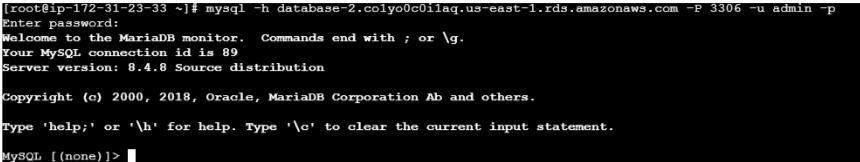 [root@ip-172-31-23-33 ~]# mysql -h database-2.co1yo0c0i1aq.us-east-1.rds.amazonaws.com -P 3306 -u admin -p
Enter password:
Welcome to the MariaDB monitor.  Commands end with ; or \g.
Your MySQL connection id is 89
Server version: 8.4.8 Source distribution
Copyright (c) 2000, 2018, Oracle, MariaDB Corporation Ab and others.
Type 'help;' or '\h' for help. Type '\c' to clear the current input statement.
MySQL [(none)]>